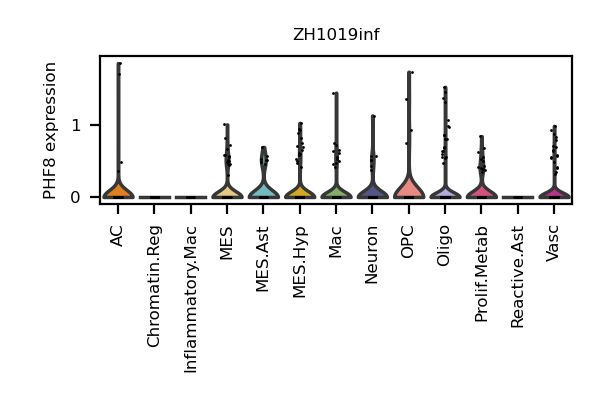 ZH1019inf
PHF8 expression
1
0
AC
Chromatin.Reg
Inflammatory.Mac
MES
MES.Ast
MES.Hyp
Mac
Neuron
OPC
Oligo
Prolif.Metab
Reactive.Ast
Vasc